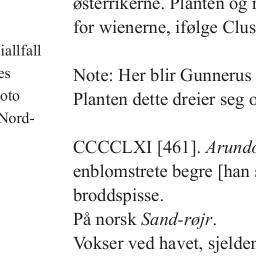 østerrikerne. Planten og
for wienerne, ifølge Clus
iallfall
es
oto
Nord-
Note: Her blir Gunnerus
Planten dette dreier seg o
CCCCLXI [461]. Arundo
enblomstrete begre [han s
broddspisse.
På norsk Sand-røjr.
Vokser ved havet, sjelden